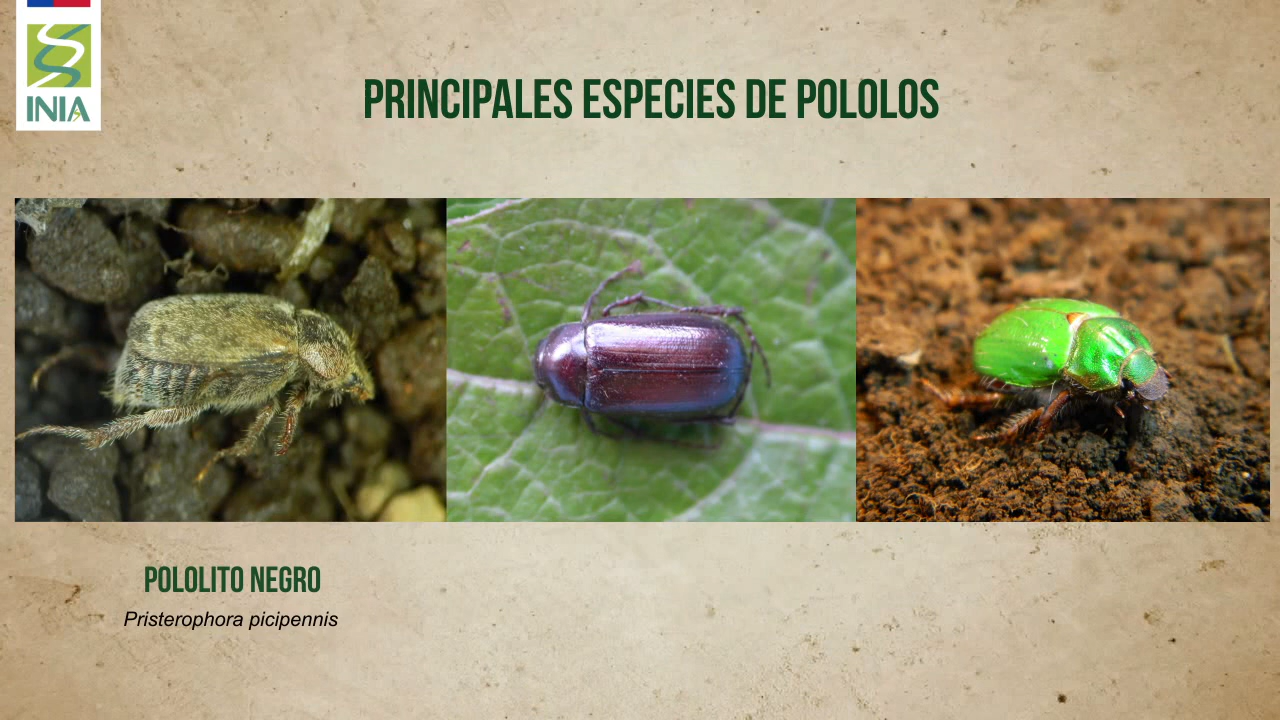 INIA
PRINCIPALES ESPECIES DE POLOLOS
POLOLITO NEGRO
Pristerophora picipennis